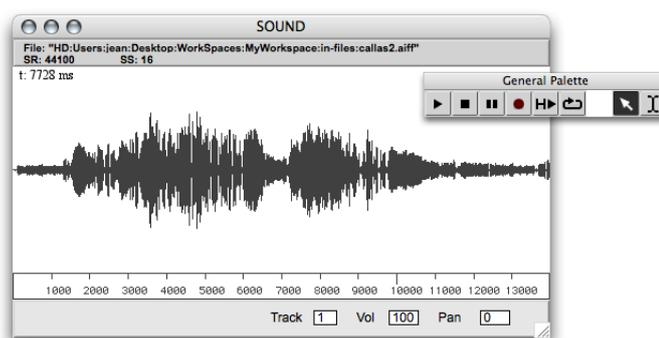 SOUND
File: "HD:Users:jean:Desktop:WorkSpaces:MyWorkspace:in-files:callas2.aiff"
SR: 44100 SS: 16
t: 7728 ms
General Palette
H
1000 2000 3000 4000 5000 6000 7000 8000 9000 10000 11000 12000 13000
Track 1 Vol 100 Pan 0